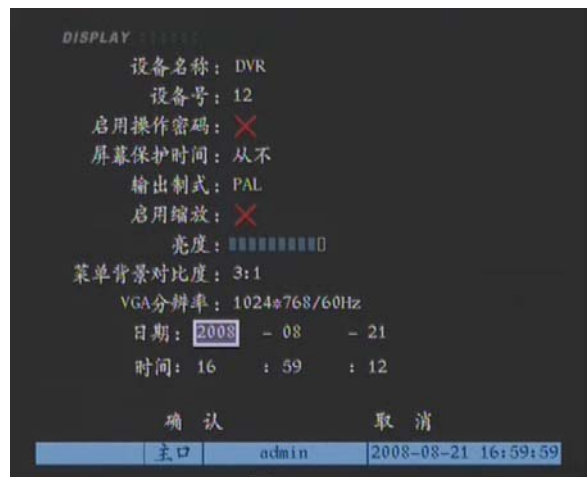 DISPLAY
设备名称: DVR
设备号: 12
启用操作密码:
屏幕保护时间: 从不
输出制式: PAL
启用缩放:
亮度:
菜单背景对比度: 3:1
VGA分辨率: 1024*768/60Hz
日期: 2008 - 08 - 21
时间: 16 : 59 : 12
确 认 取 消
主口 admin 2008-08-21 16:59:59